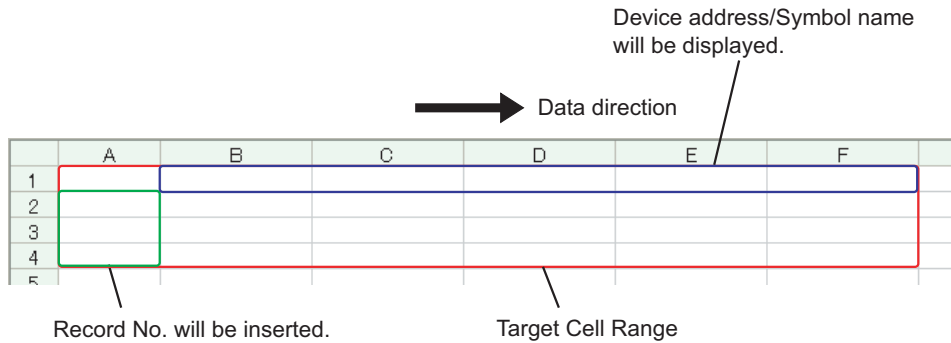 Device address/Symbol name
will be displayed.
Data direction
A B C D E F
1
2
3
4
5
Record No. will be inserted.
Target Cell Range